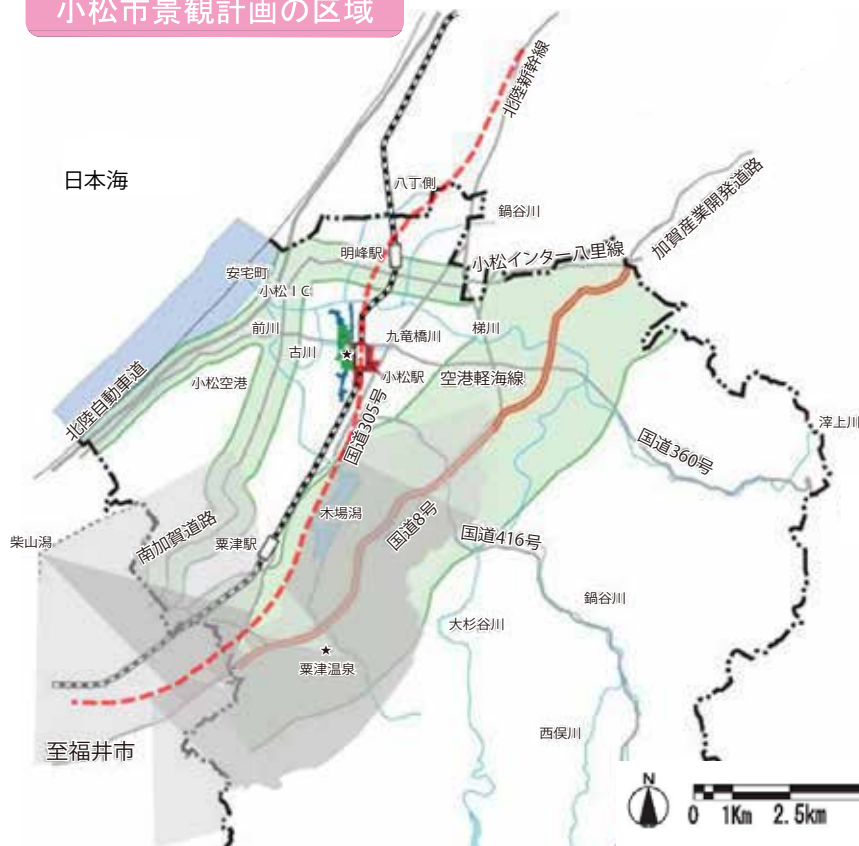 小松市景観計画の区域
北陸新幹線
日本海
八丁側
鍋谷川
加賀産業開発道路
明峰駅
小松インター八里線
安宅町
小松IC
前川
古川
九竜橋川
梯川
小松駅
空港軽海線
小松空港
北陸自動車道
国道305号
国道360号
滓上川
木場潟
国道8号
国道416号
南加賀道路
粟津駅
柴山潟
鍋谷川
大杉谷川
粟津温泉
西俣川
至福井市
N
0 1Km 2.5km